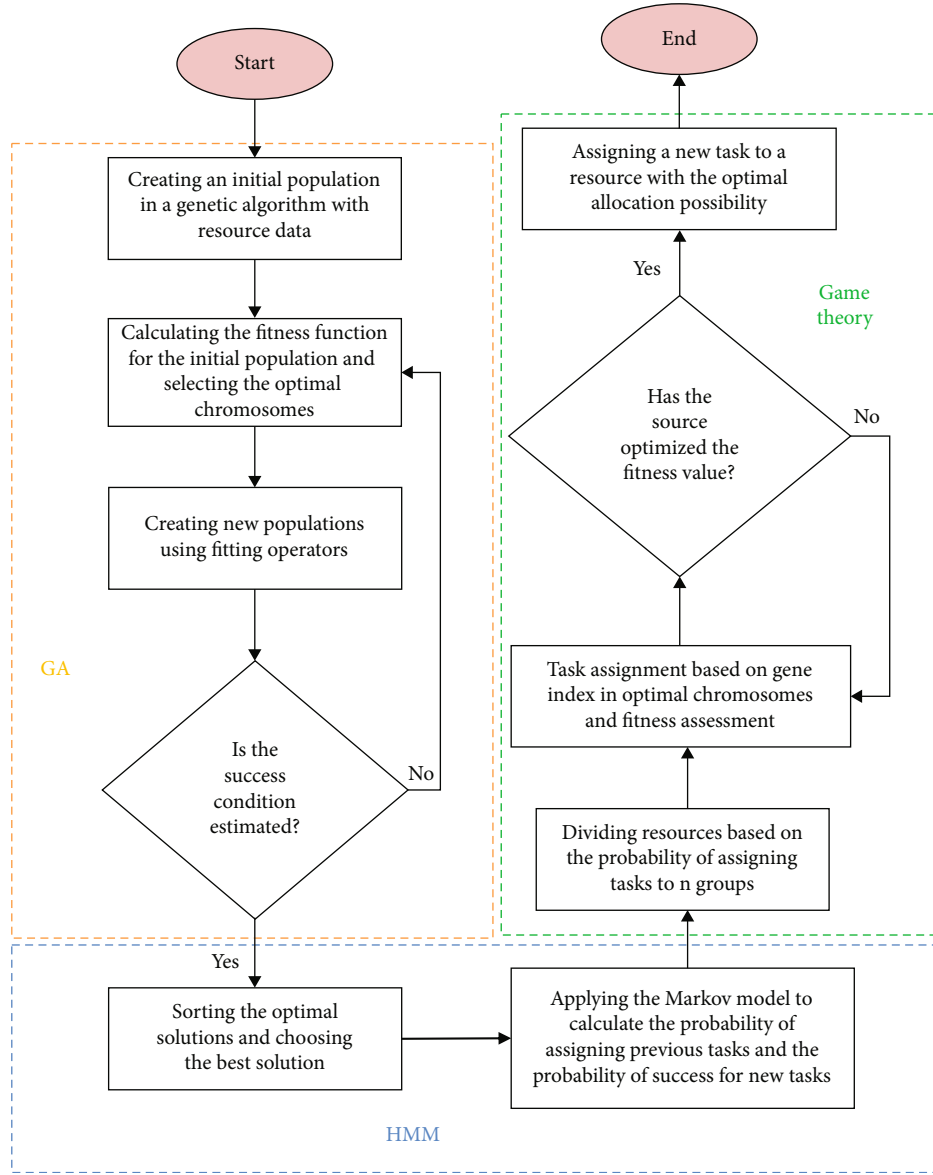 Start
Creating an initial population
in a genetic algorithm with
resource data
Calculating the fitness function
for the initial population and
selecting the optimal
chromosomes
Creating new populations
using fitting operators
GA
Is the
success
condition
estimated?
No
Yes
Sorting the optimal
solutions and choosing
the best solution
Applying the Markov model to
calculate the probability of
assigning previous tasks and the
probability of success for new tasks
HMM
Dividing resources based on
the probability of assigning
tasks to n groups
Task assignment based on gene
index in optimal chromosomes
and fitness assessment
Has the
source
optimized the
fitness value?
No
Yes
Game
theory
Assigning a new task to a
resource with the optimal
allocation possibility
End